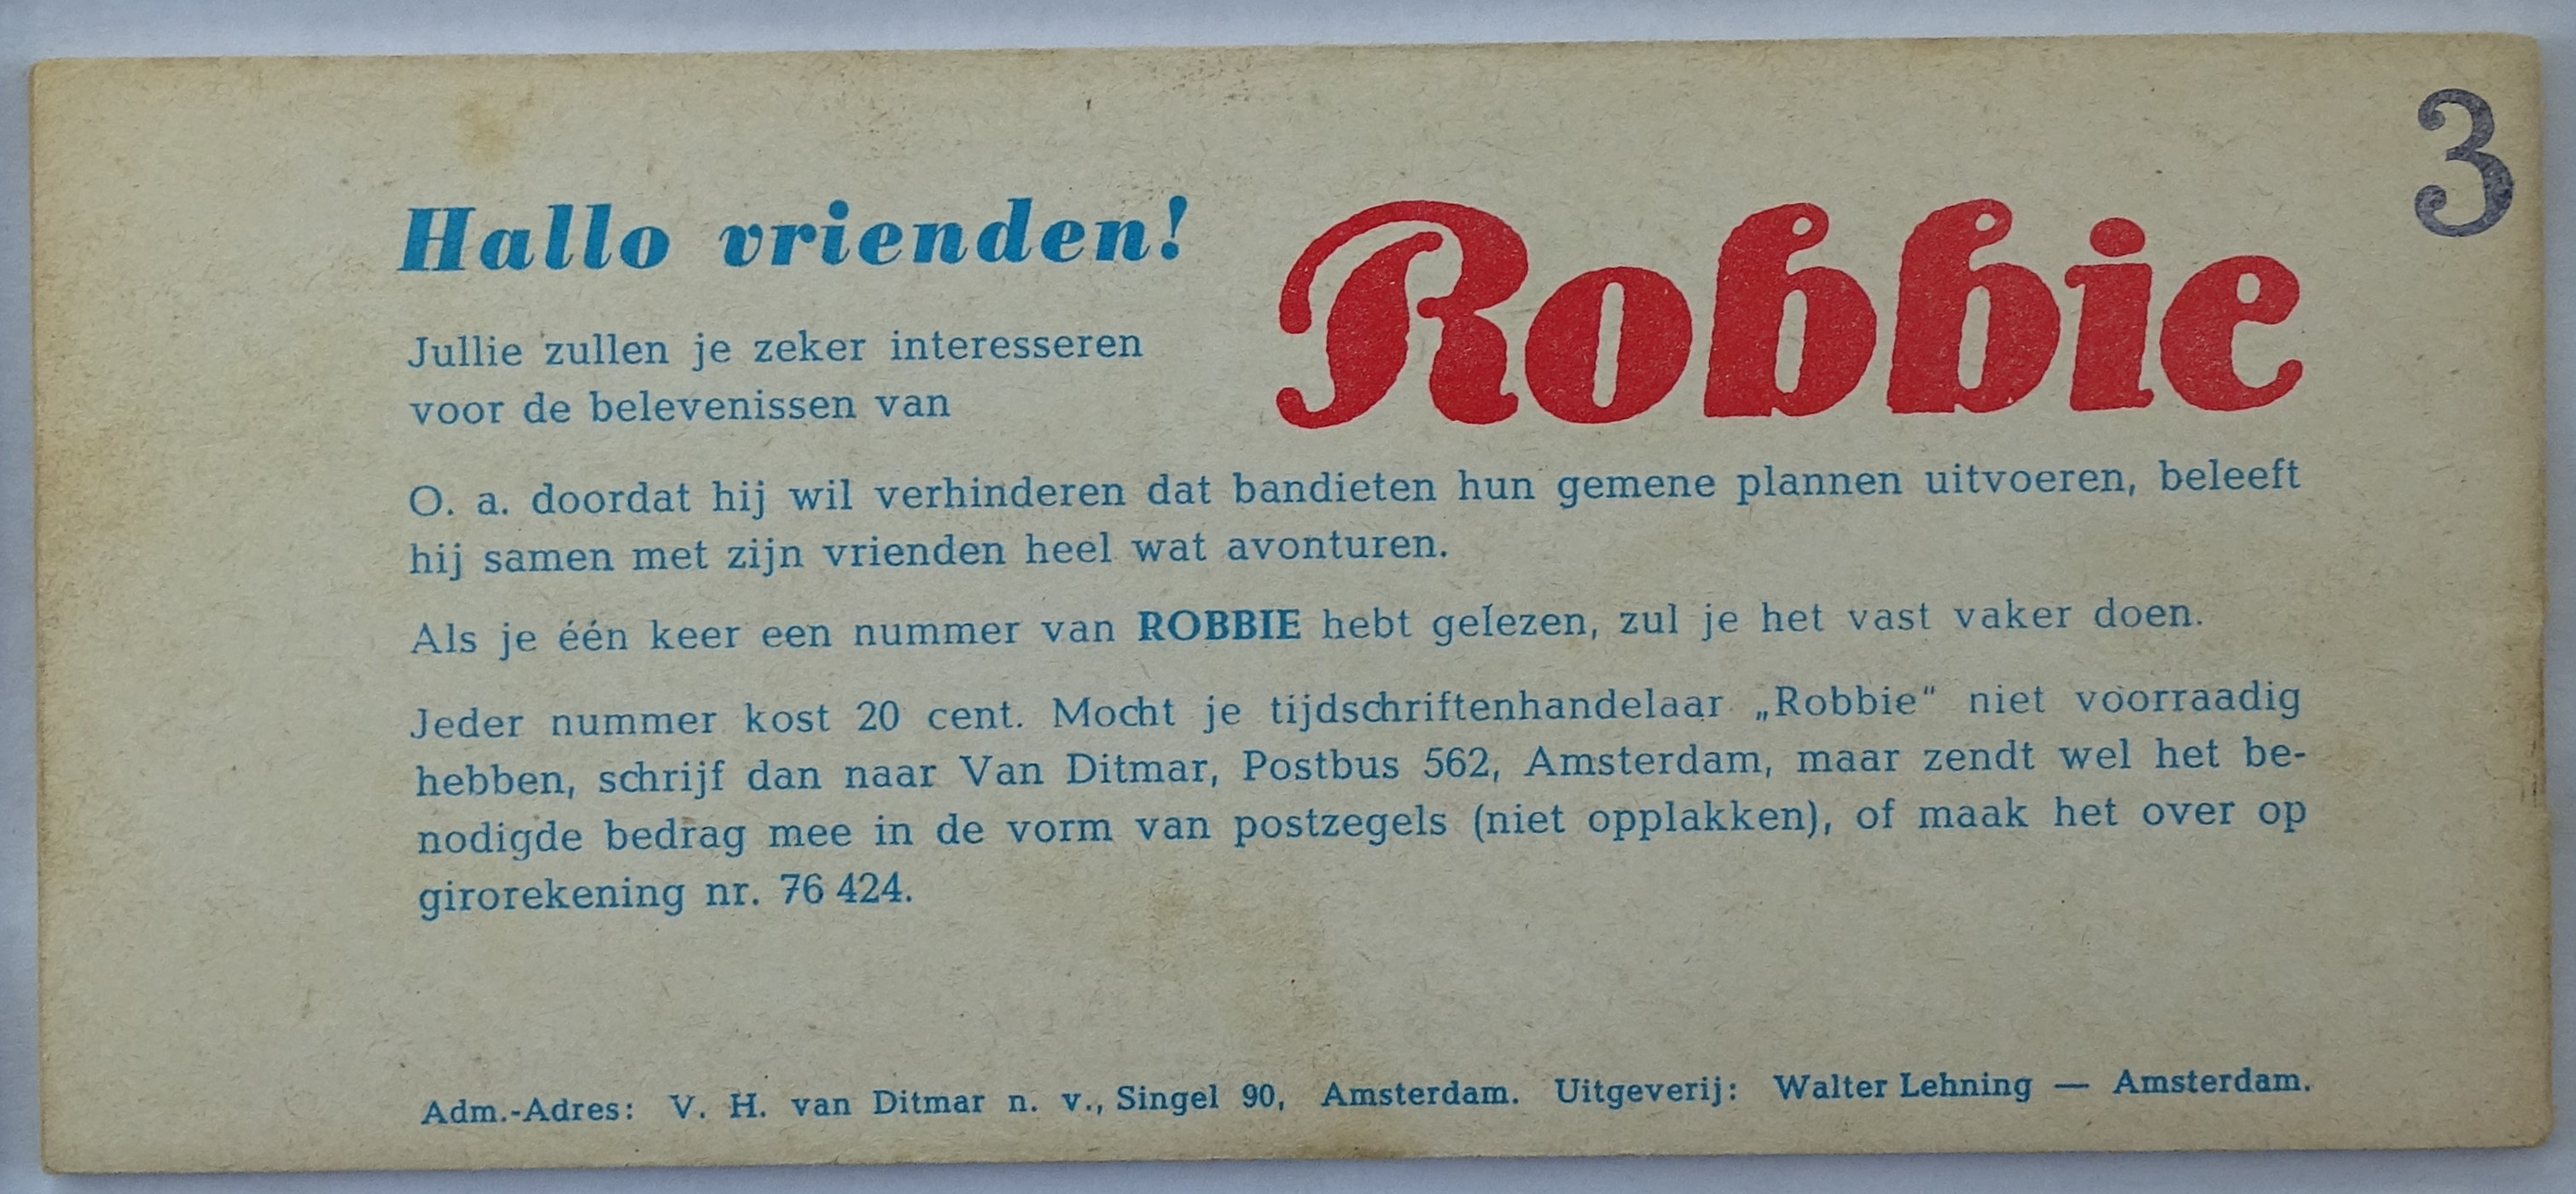 3
Hallo vrienden!
Robbie
Jullie zullen je zeker interesseren
voor de belevenissen van
O. a. doordat hij wil verhinderen dat bandieten hun gemene plannen uitvoeren, beleeft
hij samen met zijn vrienden heel wat avonturen.
Als je één keer een nummer van ROBBIE hebt gelezen, zul je het vast vaker doen.
Jeder nummer kost 20 cent. Mocht je tijdschriftenhandelaar „Robbie“ niet voorraadig
hebben, schrijf dan naar Van Ditmar, Postbus 562, Amsterdam, maar zendt wel het be-
nodigde bedrag mee in de vorm van postzegels (niet opplakken), of maak het over op
girorekening nr. 76 424.
Adm.-Adres: V. H. van Ditmar n. v., Singel 90, Amsterdam. Uitgeverij: Walter Lehning — Amsterdam.